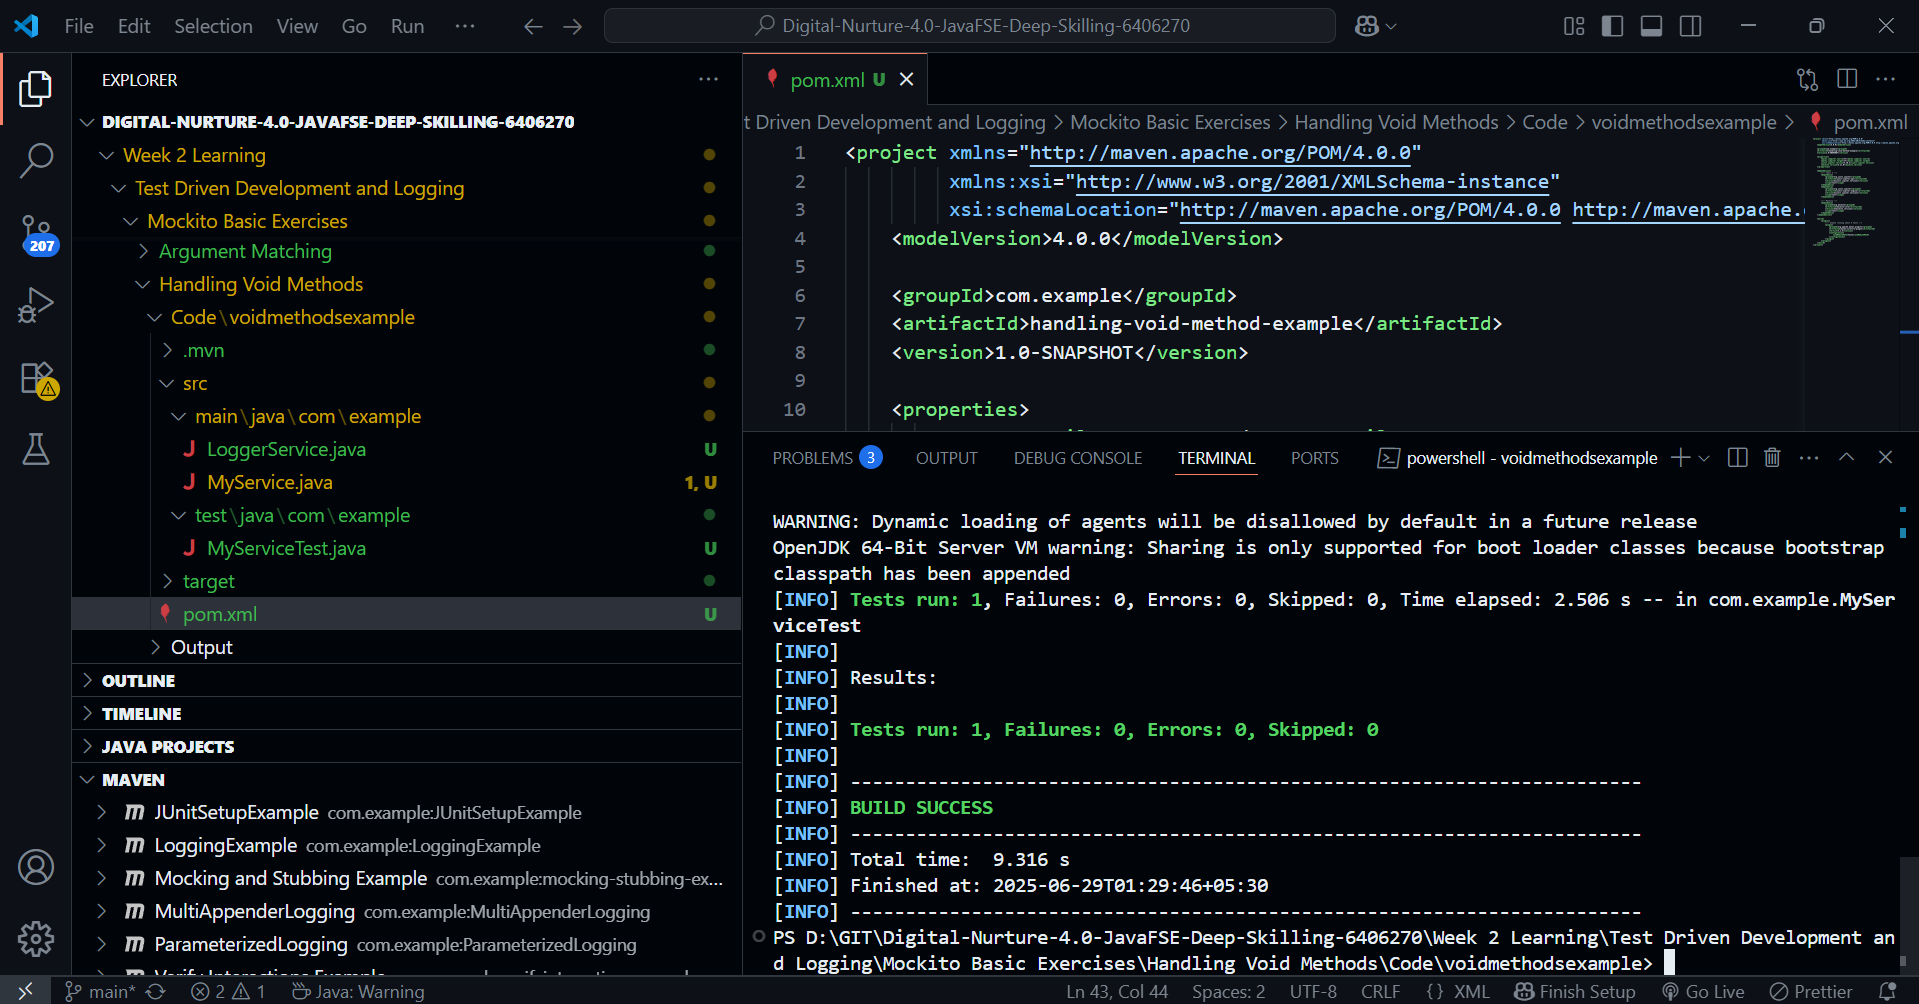 File Edit Selection View Go Run ···
Digital-Nurture-4.0-JavaFSE-Deep-Skilling-6406270
EXPLORER
DIGITAL-NURTURE-4.0-JAVAFSE-DEEP-SKILLING-6406270
Week 2 Learning
Test Driven Development and Logging
Mockito Basic Exercises
Argument Matching
Handling Void Methods
Code\voidmethodsexample
.mvn
src
main\java\com\example
LoggerService.java U
MyService.java 1, U
test\java\com\example
MyServiceTest.java U
target
pom.xml U
Output
OUTLINE
TIMELINE
JAVA PROJECTS
MAVEN
JUnitSetupExample com.example:JUnitSetupExample
LoggingExample com.example:LoggingExample
Mocking and Stubbing Example com.example:mocking-stubbing-ex...
MultiAppenderLogging com.example:MultiAppenderLogging
ParameterizedLogging com.example:ParameterizedLogging
207
pom.xml U
t Driven Development and Logging > Mockito Basic Exercises > Handling Void Methods > Code > voidmethodsexample > pom.xml
1 <project xmlns="http://maven.apache.org/POM/4.0.0"
2 xmlns:xsi="http://www.w3.org/2001/XMLSchema-instance"
3 xsi:schemaLocation="http://maven.apache.org/POM/4.0.0 http://maven.apache.
4 <modelVersion>4.0.0</modelVersion>
5
6 <groupId>com.example</groupId>
7 <artifactId>handling-void-method-example</artifactId>
8 <version>1.0-SNAPSHOT</version>
9
10 <properties>
PROBLEMS 3 OUTPUT DEBUG CONSOLE TERMINAL PORTS powershell - voidmethodsexample
WARNING: Dynamic loading of agents will be disallowed by default in a future release
OpenJDK 64-Bit Server VM warning: Sharing is only supported for boot loader classes because bootstrap
classpath has been appended
[INFO] Tests run: 1, Failures: 0, Errors: 0, Skipped: 0, Time elapsed: 2.506 s -- in com.example.MySer
viceTest
[INFO]
[INFO] Results:
[INFO]
[INFO] Tests run: 1, Failures: 0, Errors: 0, Skipped: 0
[INFO]
[INFO] ------------------------------------------------------------------------
[INFO] BUILD SUCCESS
[INFO] ------------------------------------------------------------------------
[INFO] Total time:  9.316 s
[INFO] Finished at: 2025-06-29T01:29:46+05:30
[INFO] ------------------------------------------------------------------------
PS D:\GIT\Digital-Nurture-4.0-JavaFSE-Deep-Skilling-6406270\Week 2 Learning\Test Driven Development an
d Logging\Mockito Basic Exercises\Handling Void Methods\Code\voidmethodsexample>
main* 2 1 Java: Warning Ln 43, Col 44 Spaces: 2 UTF-8 CRLF {} XML Finish Setup Go Live Prettier